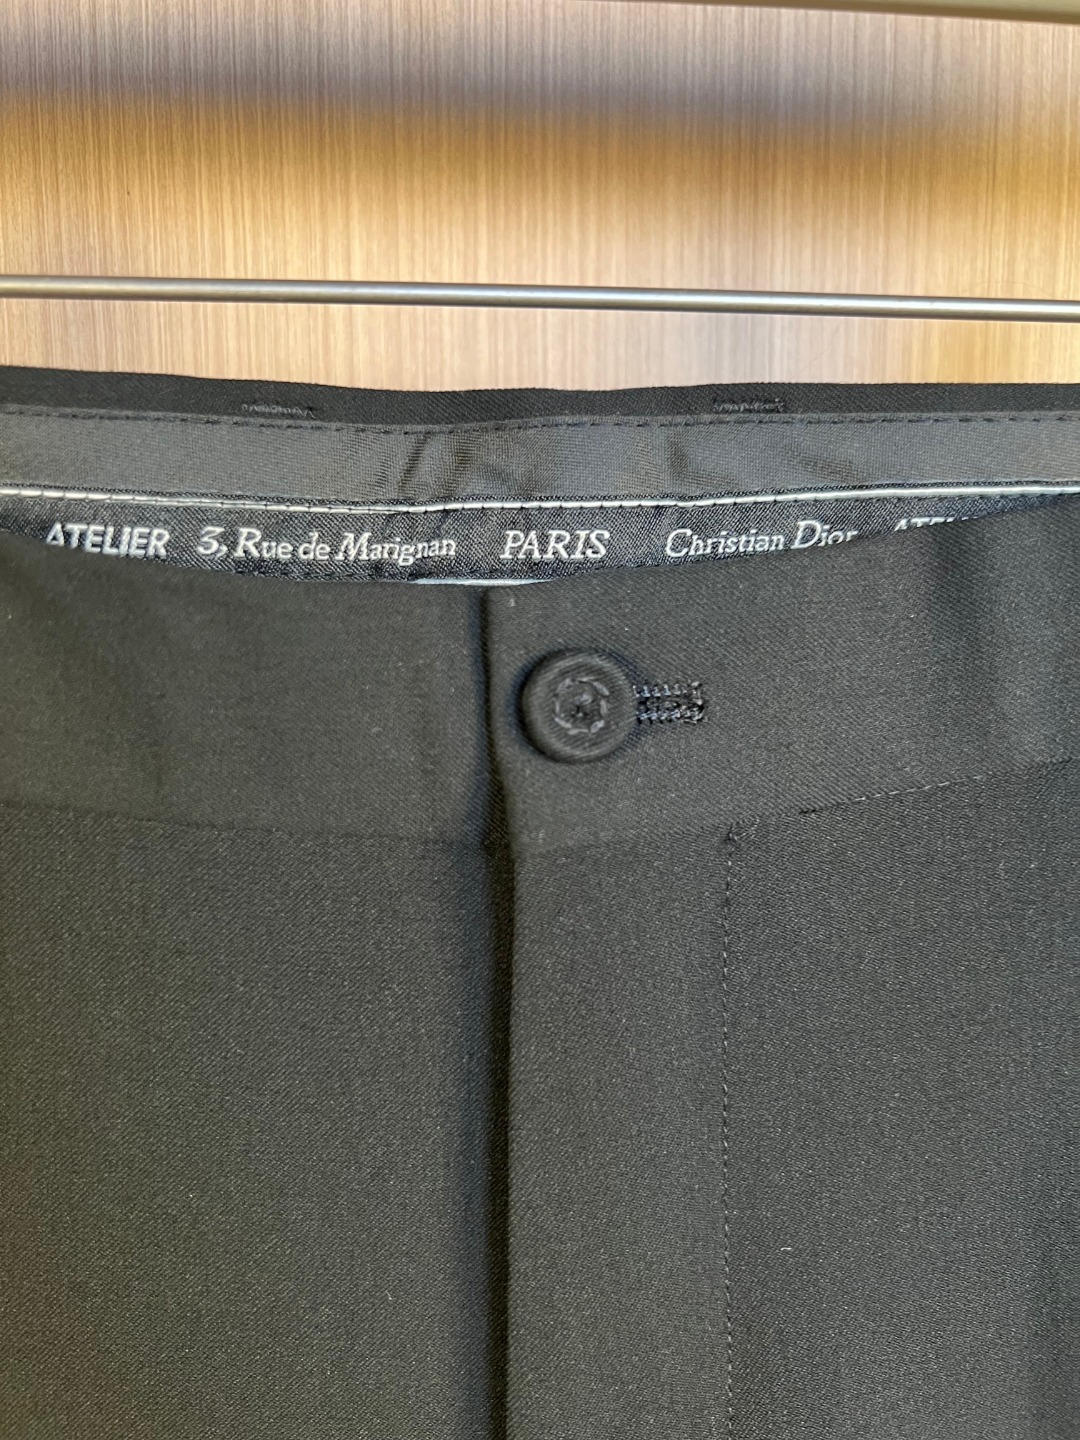 ATELIER 3, Rue de Marignan PARIS Christian Dior